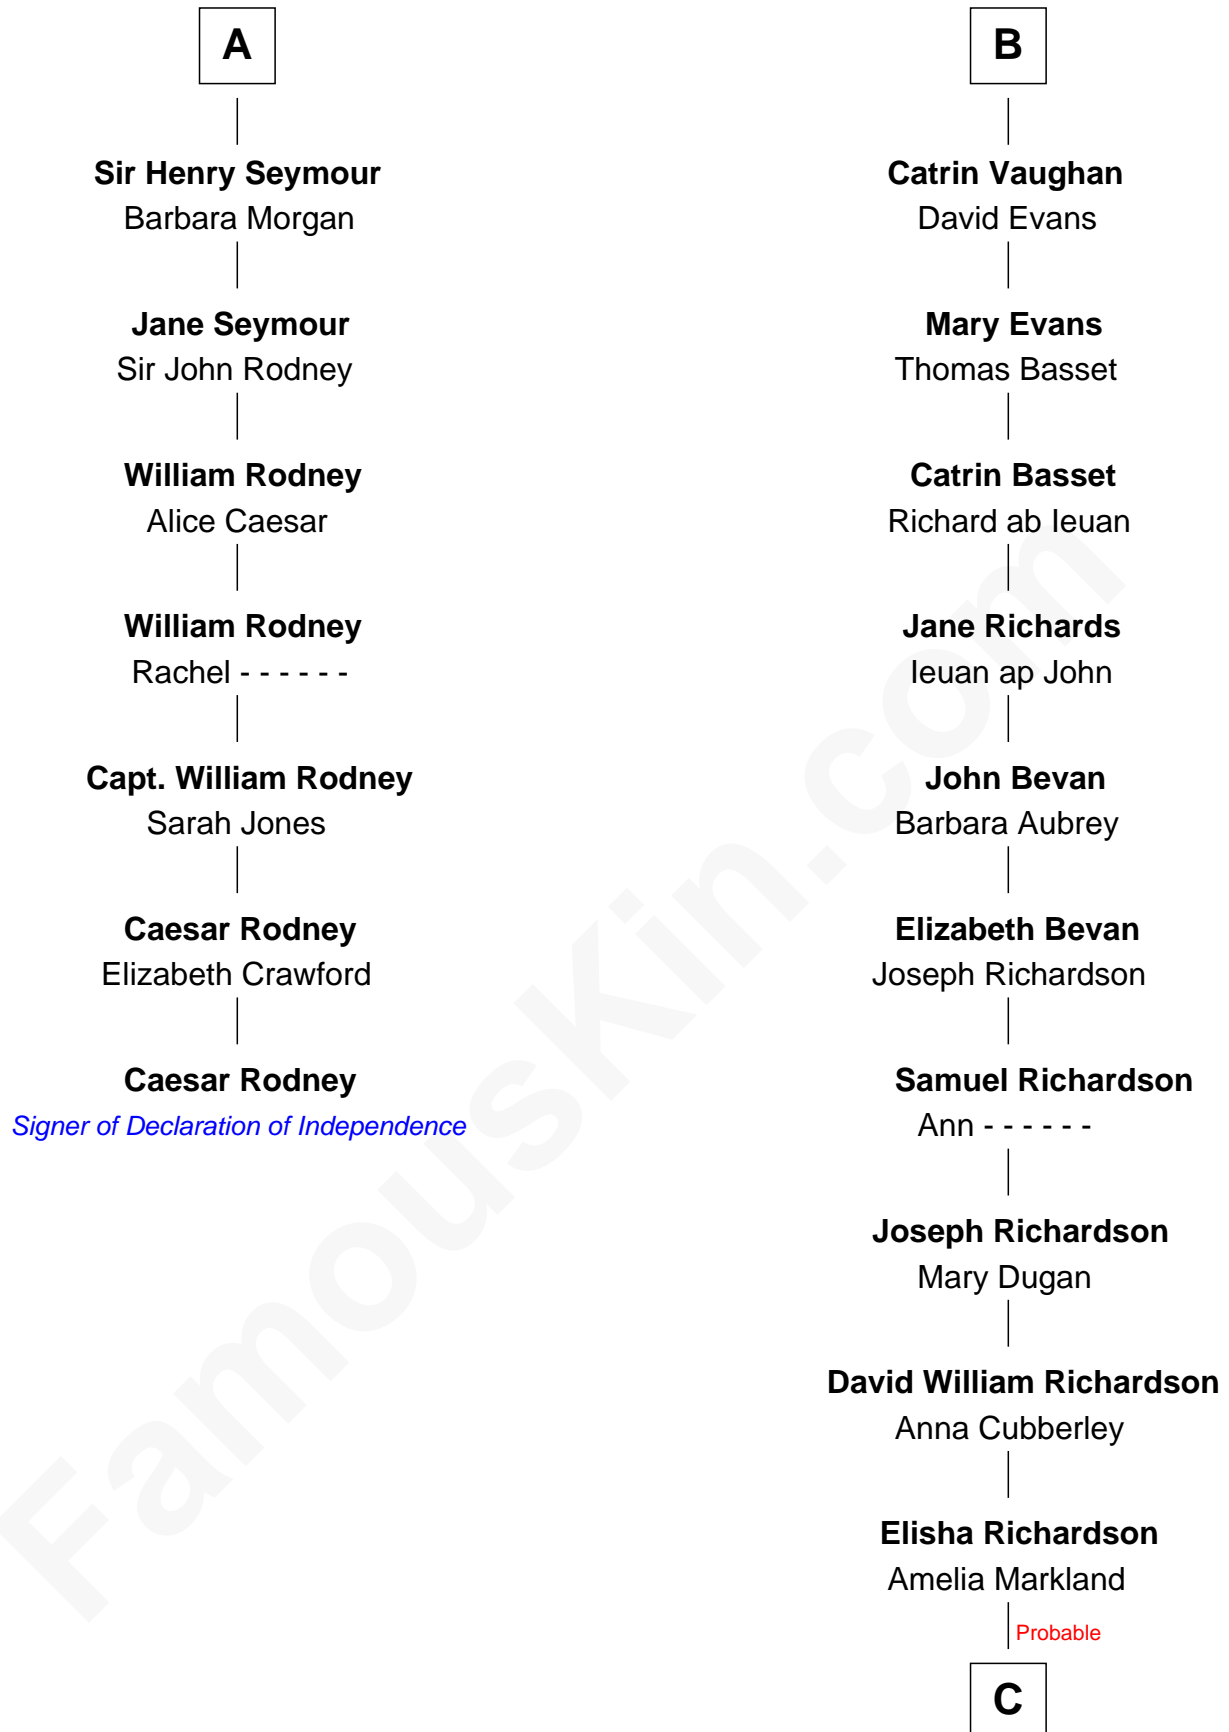 A
Sir Henry Seymour
Barbara Morgan
Jane Seymour
Sir John Rodney
William Rodney
Alice Caesar
William Rodney
Rachel - - - - - -
Capt. William Rodney
Sarah Jones
Caesar Rodney
Elizabeth Crawford
Caesar Rodney
Signer of Declaration of Independence
B
Catrin Vaughan
David Evans
Mary Evans
Thomas Basset
Catrin Basset
Richard ab Ieuan
Jane Richards
Ieuan ap John
John Bevan
Barbara Aubrey
Elizabeth Bevan
Joseph Richardson
Samuel Richardson
Ann - - - - - -
Joseph Richardson
Mary Dugan
David William Richardson
Anna Cubberley
Elisha Richardson
Amelia Markland
Probable
C
FamousKin.com